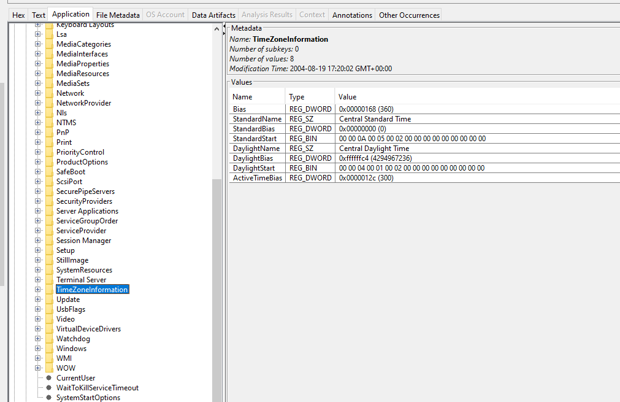 Hex Text Application File Metadata OS Account Data Artifacts Analysis Results Context Annotations Other Occurrences
Keyboard Layouts
Lsa
MediaCategories
MediaInterfaces
MediaProperties
MediaResources
MediaSets
Network
NetworkProvider
Nls
NTMS
PnP
Print
PriorityControl
ProductOptions
SafeBoot
ScsiPort
SecurePipeServers
SecurityProviders
Server Applications
ServiceGroupOrder
ServiceProvider
Session Manager
Setup
StillImage
SystemResources
Terminal Server
TimeZoneInformation
Update
UsbFlags
Video
VirtualDeviceDrivers
Watchdog
Windows
WMI
WOW
CurrentUser
WaitToKillServiceTimeout
SystemStartOptions
Metadata
Name: TimeZoneInformation
Number of subkeys: 0
Number of values: 8
Modification Time: 2004-08-19 17:20:02 GMT+00:00
Values
Name Type Value
Bias REG_DWORD 0x00000168 (360)
StandardName REG_SZ Central Standard Time
StandardBias REG_DWORD 0x00000000 (0)
StandardStart REG_BIN 00 00 0A 00 05 00 02 00 00 00 00 00 00 00 00 00
DaylightName REG_SZ Central Daylight Time
DaylightBias REG_DWORD 0xffffffc4 (4294967236)
DaylightStart REG_BIN 00 00 04 00 01 00 02 00 00 00 00 00 00 00 00 00
ActiveTimeBias REG_DWORD 0x0000012c (300)